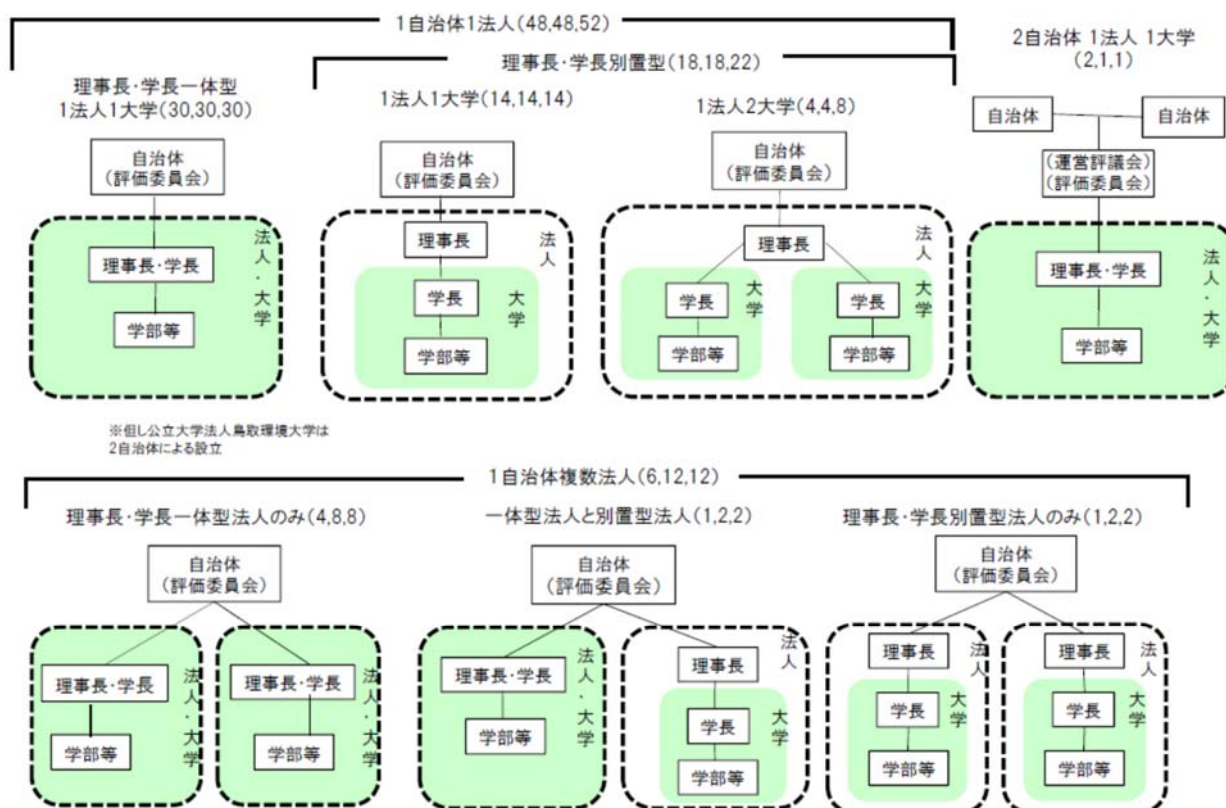 1自治体1法人(48,48,52)
理事長・学長別置型(18,18,22)
2自治体 1法人 1大学
(2,1,1)
理事長・学長一体型
1法人1大学(30,30,30)
1法人1大学(14,14,14)
1法人2大学(4,4,8)
自治体
(評価委員会)
理事長・学長
学部等
法人・大学
自治体
(評価委員会)
理事長
学長
学部等
法人
大学
自治体
(評価委員会)
理事長
学長
学部等
大学
学長
学部等
大学
法人
自治体
自治体
(運営評議会)
(評価委員会)
理事長・学長
学部等
法人・大学
※但し公立大学法人鳥取環境大学は
2自治体による設立
1自治体複数法人(6,12,12)
理事長・学長一体型法人のみ(4,8,8)
一体型法人と別置型法人(1,2,2)
理事長・学長別置型法人のみ(1,2,2)
自治体
(評価委員会)
理事長・学長
学部等
法人・大学
理事長・学長
学部等
法人・大学
自治体
(評価委員会)
理事長・学長
学部等
法人・大学
理事長
学長
学部等
法人
大学
自治体
(評価委員会)
理事長
学長
学部等
法人
大学
理事長
学長
学部等
法人
大学